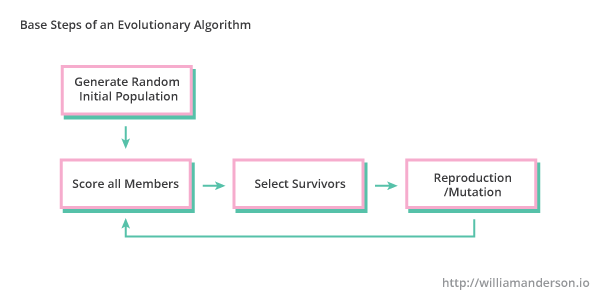 Base Steps of an Evolutionary Algorithm
Generate Random
Initial Population
Score all Members
Select Survivors
Reproduction
/Mutation
http://williamanderson.io